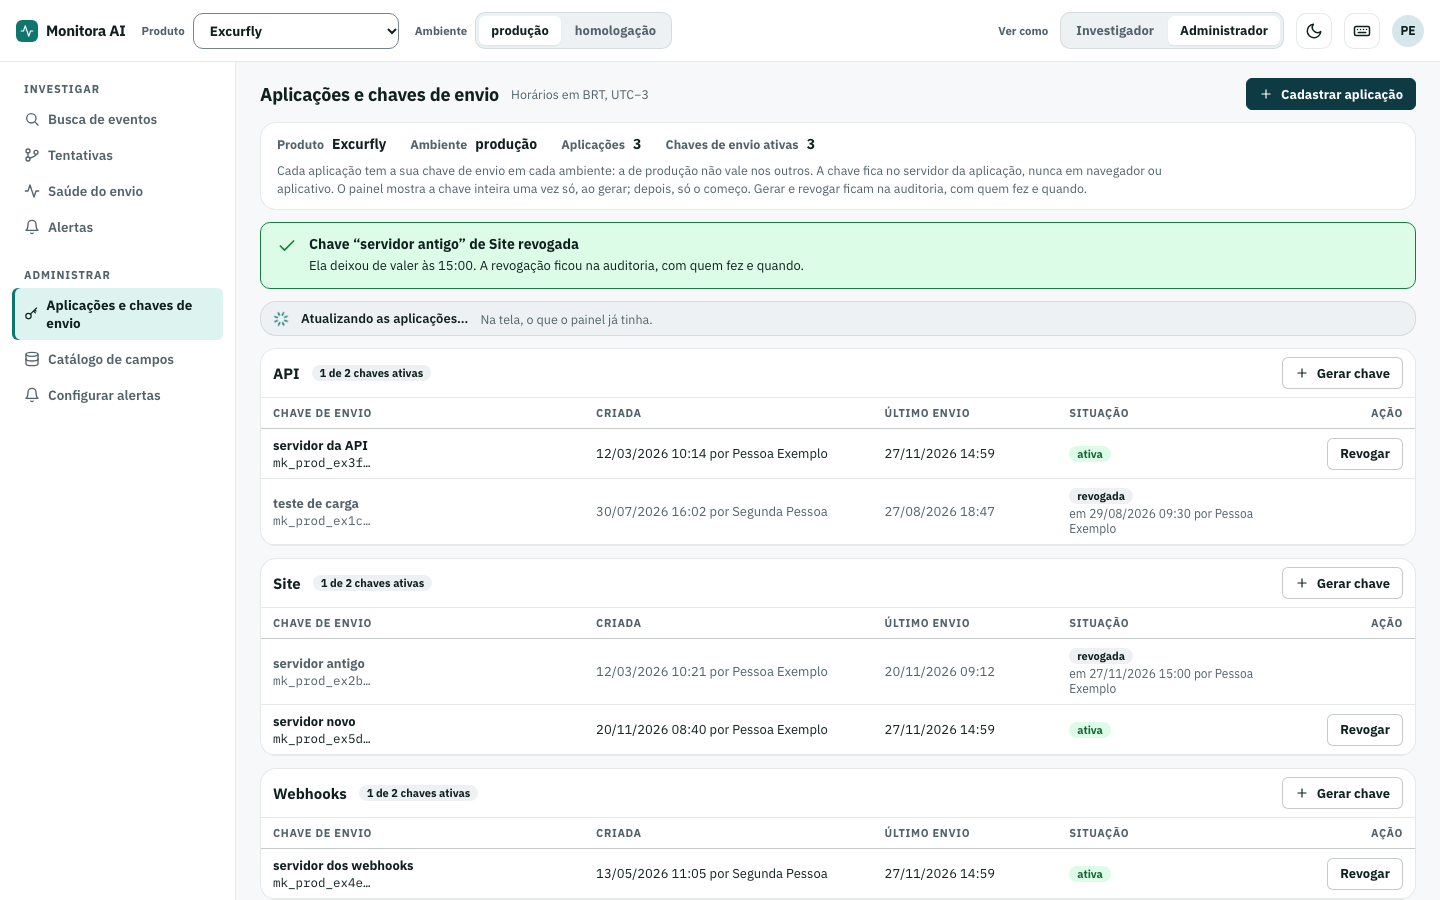 Monitora AI
Produto
Excurfly
Ambiente
produção
homologação
Ver como
Investigador
Administrador
PE
INVESTIGAR
Busca de eventos
Tentativas
Saúde do envio
Alertas
ADMINISTRAR
Aplicações e chaves de
envio
Catálogo de campos
Configurar alertas
Aplicações e chaves de envio
Horários em BRT, UTC−3
+ Cadastrar aplicação
Produto Excurfly
Ambiente produção
Aplicações 3
Chaves de envio ativas 3
Cada aplicação tem a sua chave de envio em cada ambiente: a de produção não vale nos outros. A chave fica no servidor da aplicação, nunca em navegador ou
aplicativo. O painel mostra a chave inteira uma vez só, ao gerar; depois, só o começo. Gerar e revogar ficam na auditoria, com quem fez e quando.
Chave “servidor antigo” de Site revogada
Ela deixou de valer às 15:00. A revogação ficou na auditoria, com quem fez e quando.
Atualizando as aplicações… Na tela, o que o painel já tinha.
API
1 de 2 chaves ativas
+ Gerar chave
CHAVE DE ENVIO
CRIADA
ÚLTIMO ENVIO
SITUAÇÃO
AÇÃO
servidor da API
mk_prod_ex3f…
12/03/2026 10:14 por Pessoa Exemplo
27/11/2026 14:59
ativa
Revogar
teste de carga
mk_prod_ex1c…
30/07/2026 16:02 por Segunda Pessoa
27/08/2026 18:47
revogada
em 29/08/2026 09:30 por Pessoa
Exemplo
Site
1 de 2 chaves ativas
+ Gerar chave
CHAVE DE ENVIO
CRIADA
ÚLTIMO ENVIO
SITUAÇÃO
AÇÃO
servidor antigo
mk_prod_ex2b…
12/03/2026 10:21 por Pessoa Exemplo
20/11/2026 09:12
revogada
em 27/11/2026 15:00 por Pessoa
Exemplo
servidor novo
mk_prod_ex5d…
20/11/2026 08:40 por Pessoa Exemplo
27/11/2026 14:59
ativa
Revogar
Webhooks
1 de 2 chaves ativas
+ Gerar chave
CHAVE DE ENVIO
CRIADA
ÚLTIMO ENVIO
SITUAÇÃO
AÇÃO
servidor dos webhooks
mk_prod_ex4e…
13/05/2026 11:05 por Segunda Pessoa
27/11/2026 14:59
ativa
Revogar